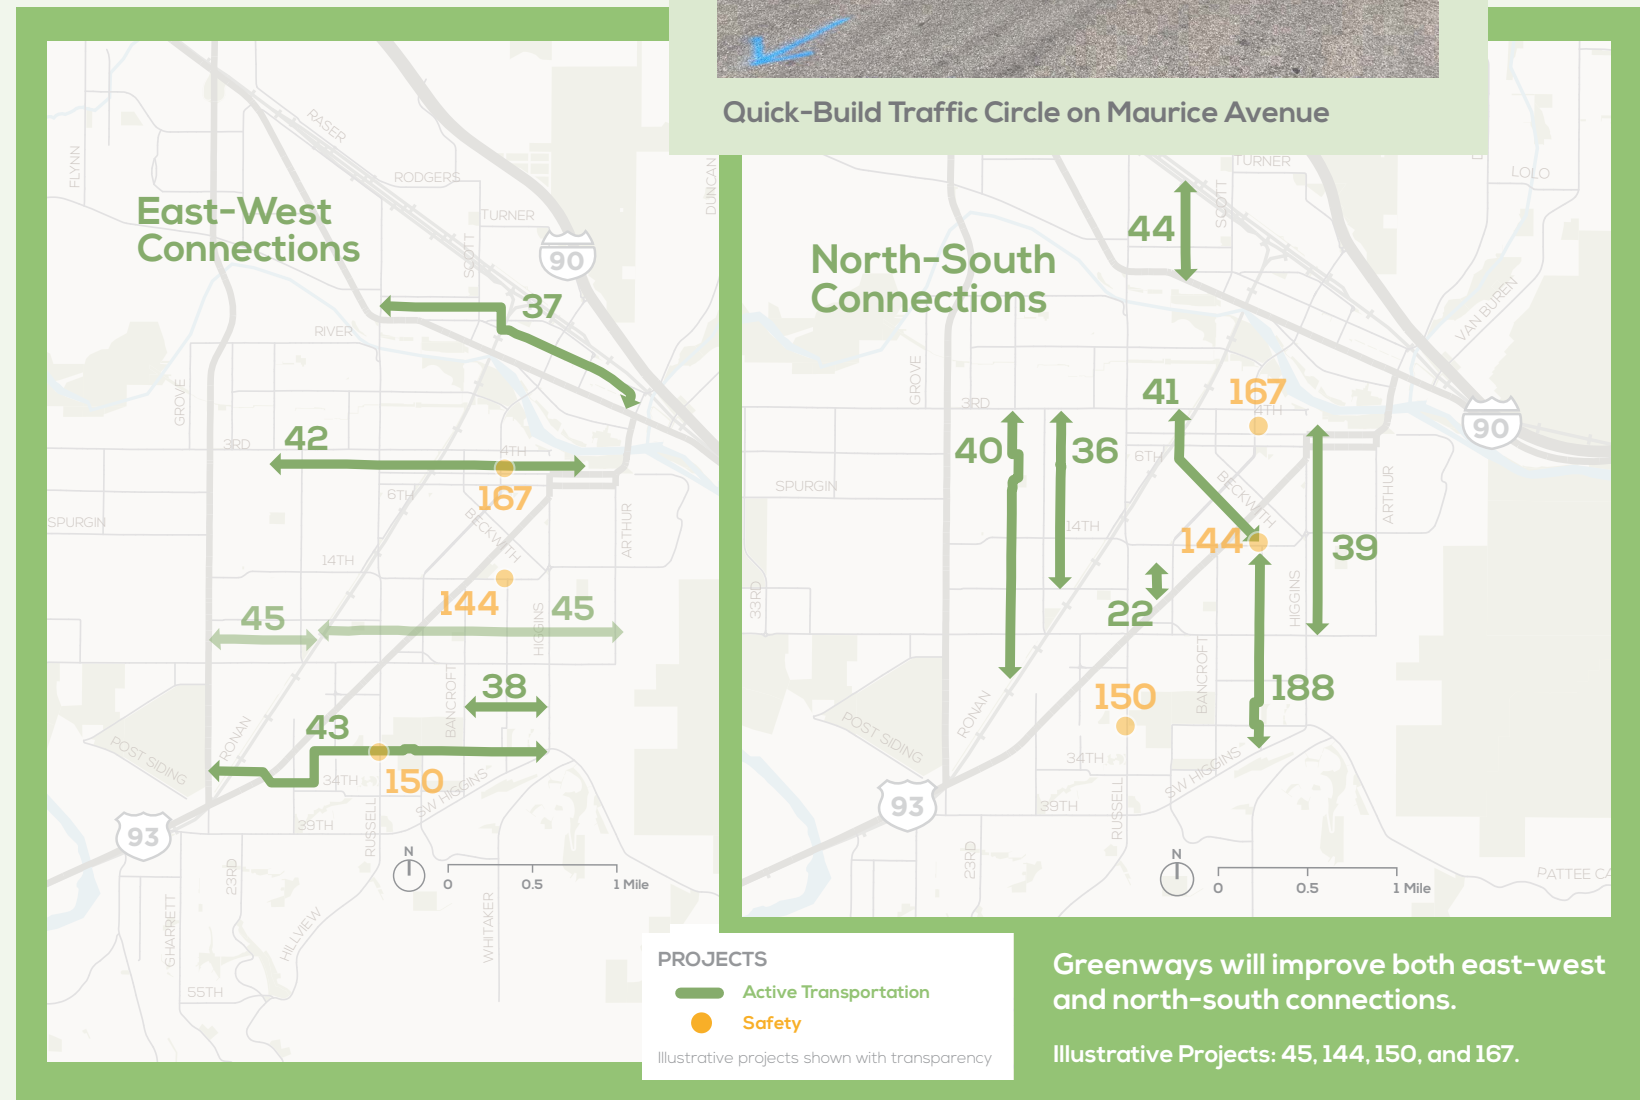 Quick-Build Traffic Circle on Maurice Avenue
East-West
Connections
FLYNN
RASER
RODGERS
DUNCAN
TURNER
SCOTT
90
37
RIVER
GROVE
3RD
42
4TH
167
6TH
SPURGIN
BECKWITH
ARTHUR
14TH
144
45
45
HIGGINS
38
BANCROFT
43
RONAN
POST SIDING
34TH
150
SW HIGGINS
93
39TH
RUSSELL
23RD
N
0
0.5
1 Mile
GHARRETT
HILLVIEW
WHITAKER
55TH
North-South
Connections
TURNER
LOLO
SCOTT
44
VAN BUREN
GROVE
3RD
41
167
4TH
90
40
36
6TH
SPURGIN
BECKWITH
ARTHUR
14TH
144
39
33RD
22
HIGGINS
BANCROFT
188
150
RONAN
POST SIDING
34TH
SW HIGGINS
93
39TH
RUSSELL
23RD
N
0
0.5
1 Mile
PATTEE CA
PROJECTS
Active Transportation
Safety
Illustrative projects shown with transparency
Greenways will improve both east-west
and north-south connections.
Illustrative Projects: 45, 144, 150, and 167.